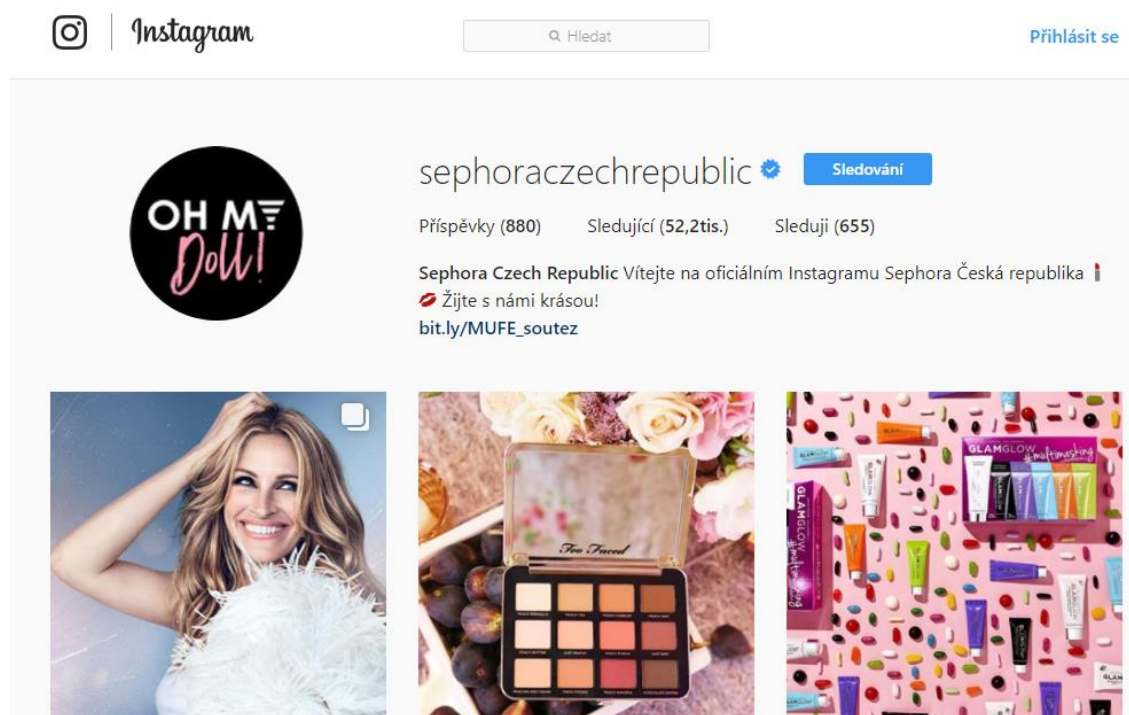 Instagram
Hledat
Přihlásit se
OH MY
Doll!
sephoraczechrepublic
Sledování
Příspěvky (880) Sledující (52,2tis.) Sleduji (655)
Sephora Czech Republic Vítejte na oficiálním Instagramu Sephora Česká republika 💄
💋 Žijte s námi krásou!
bit.ly/MUFE_soutez
Too Faced
GLAMGLOW
#multimasking
GLAMGLOW
#multimasking